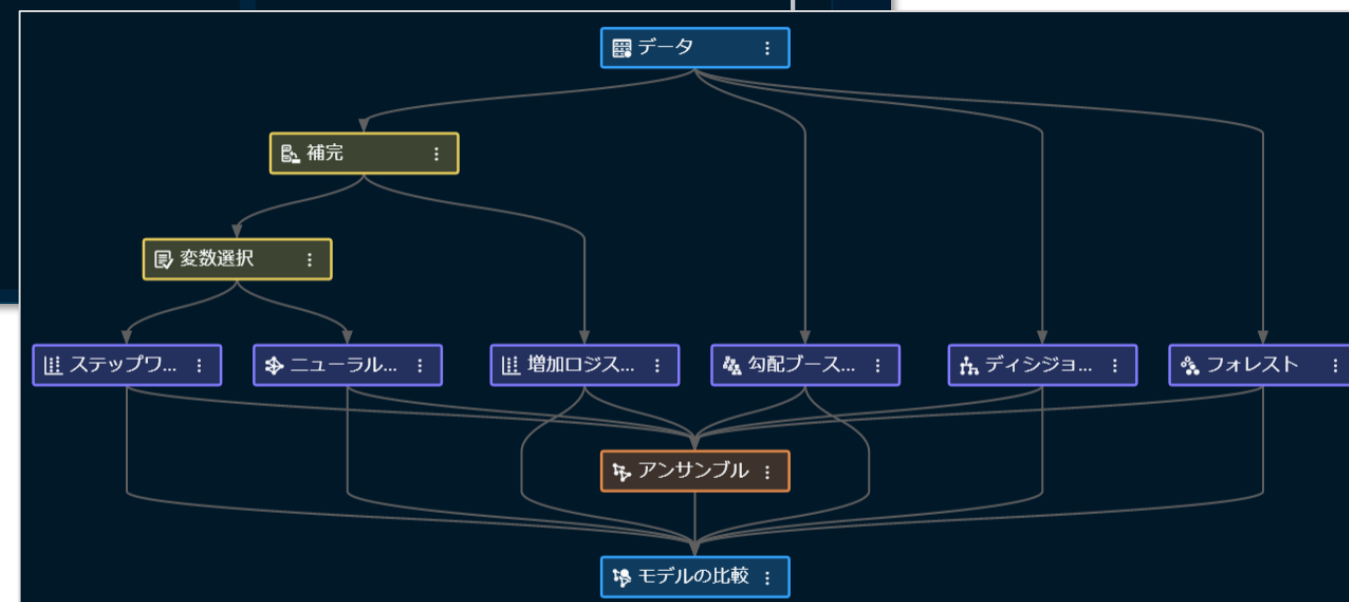 データ
補完
変数選択
ステップワ...
ニューラル...
増加ロジス...
勾配ブース...
ディシジョ...
フォレスト
アンサンブル
モデルの比較